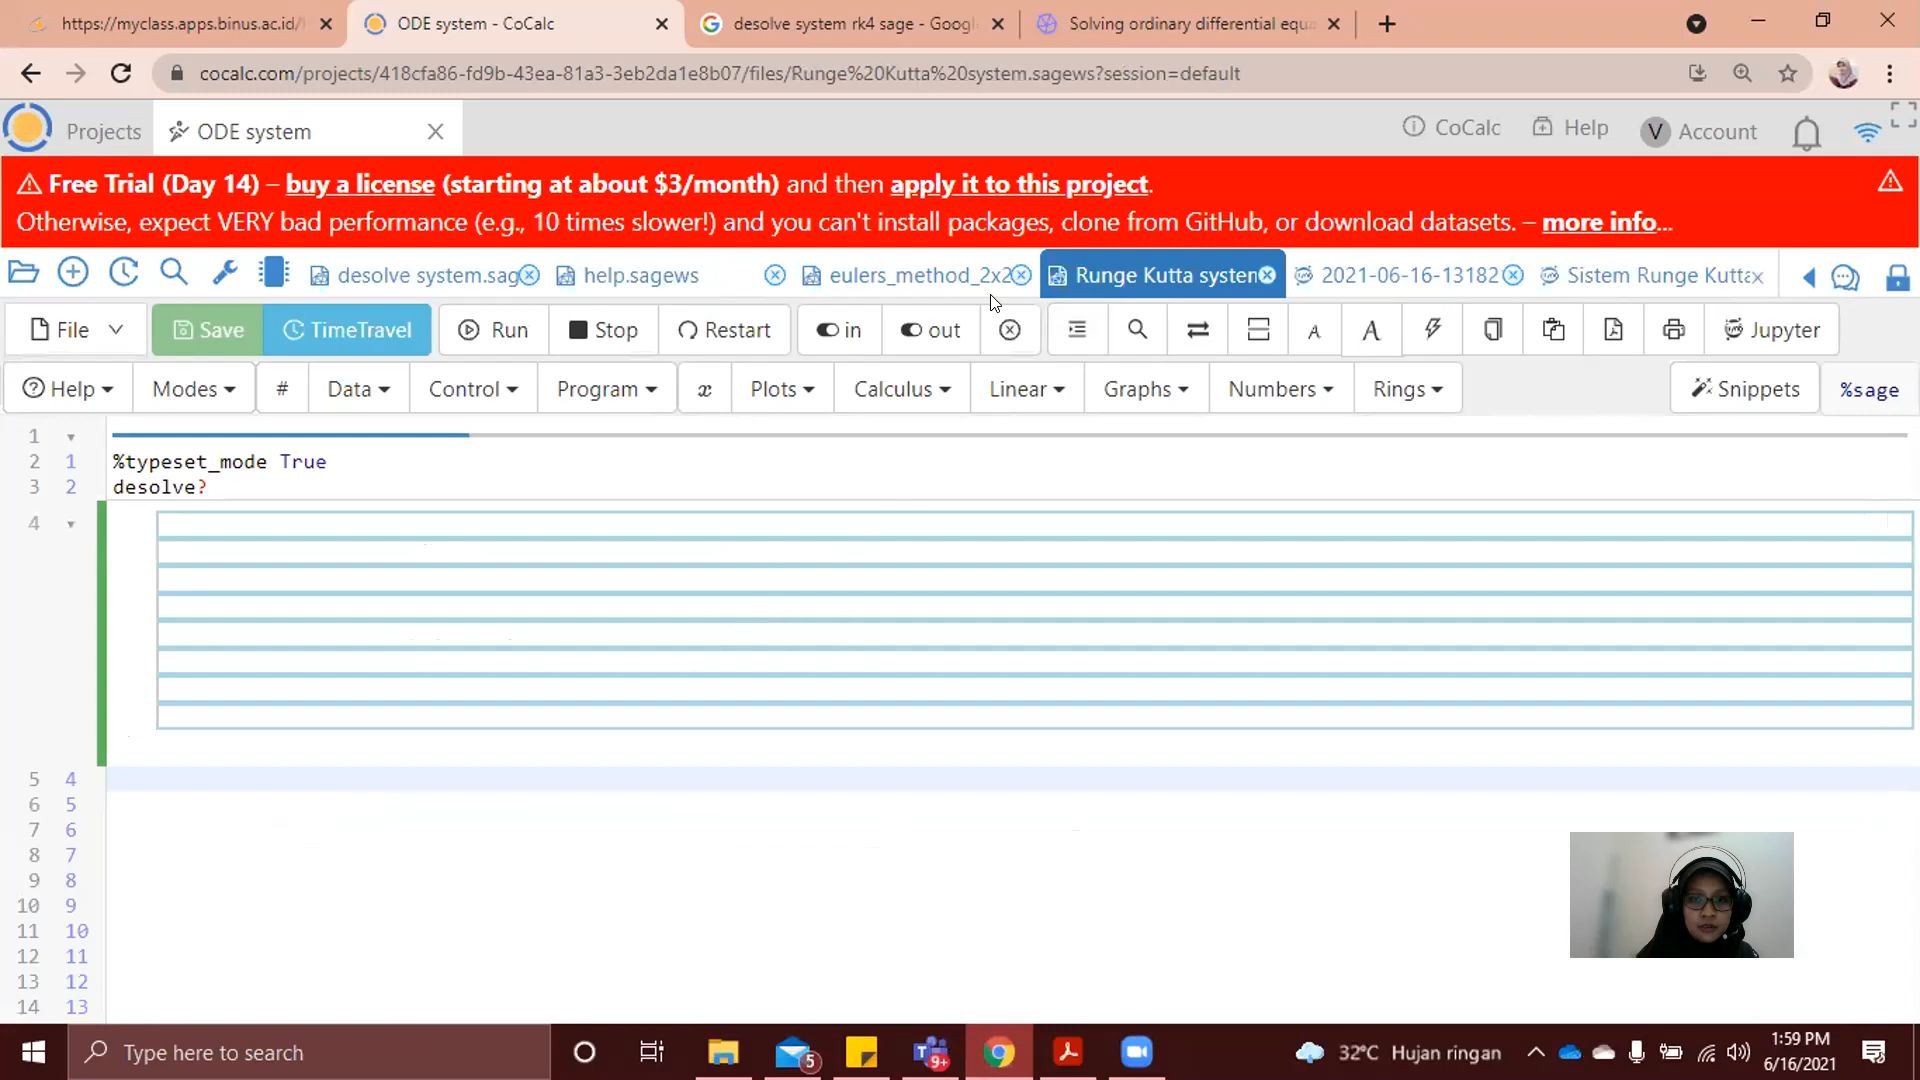 https://myclass.apps.binus.ac.id/
ODE system - CoCalc
desolve system rk4 sage - Googl
Solving ordinary differential equa
cocalc.com/projects/418cfa86-fd9b-43ea-81a3-3eb2da1e8b07/files/Runge%20Kutta%20system.sagews?session=default
Projects
ODE system
CoCalc
Help
V Account
Free Trial (Day 14) – buy a license (starting at about $3/month) and then apply it to this project.
Otherwise, expect VERY bad performance (e.g., 10 times slower!) and you can't install packages, clone from GitHub, or download datasets. – more info...
desolve system.sag
help.sagews
eulers_method_2x2
Runge Kutta system
2021-06-16-13182
Sistem Runge Kutta
File
Save
TimeTravel
Run
Stop
Restart
in
out
A
A
Jupyter
Help
Modes
#
Data
Control
Program
x
Plots
Calculus
Linear
Graphs
Numbers
Rings
Snippets
%sage
1
2 1 %typeset_mode True
3 2 desolve?
4
5 4
6 5
7 6
8 7
9 8
10 9
11 10
12 11
13 12
14 13
Type here to search
5
9+
32°C Hujan ringan
1:59 PM
6/16/2021